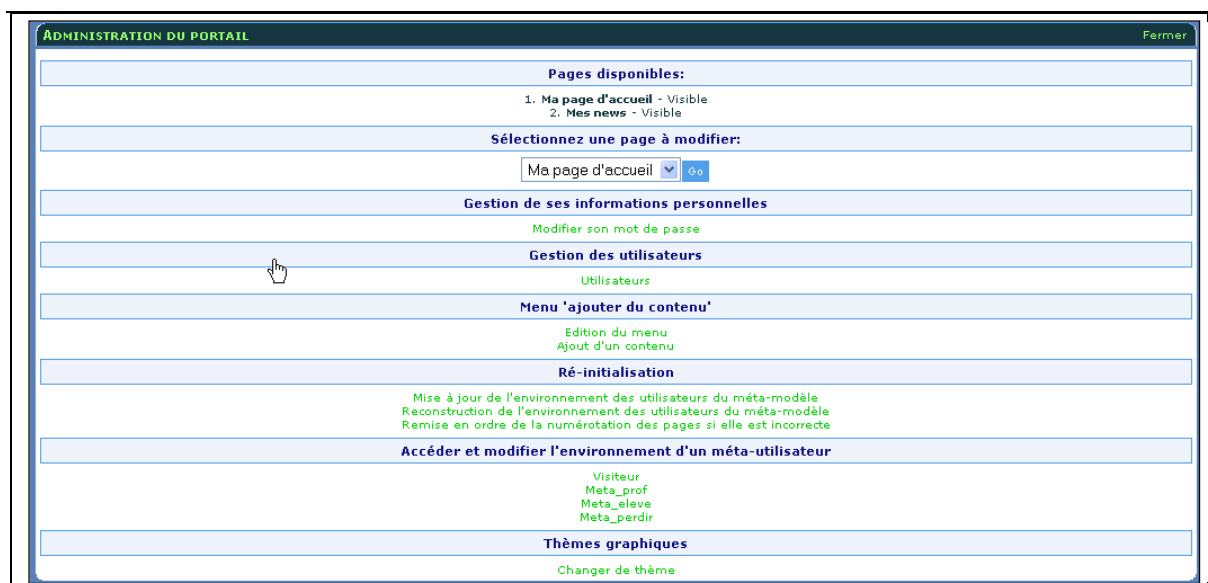 ADMINISTRATION DU PORTAIL Fermer
Pages disponibles:
1. Ma page d'accueil - Visible
2. Mes news - Visible
Sélectionnez une page à modifier:
Ma page d'accueil Go
Gestion de ses informations personnelles
Modifier son mot de passe
Gestion des utilisateurs
Utilisateurs
Menu 'ajouter du contenu'
Edition du menu
Ajout d'un contenu
Ré-initialisation
Mise à jour de l'environnement des utilisateurs du méta-modèle
Reconstruction de l'environnement des utilisateurs du méta-modèle
Remise en ordre de la numérotation des pages si elle est incorrecte
Accéder et modifier l'environnement d'un méta-utilisateur
Visiteur
Meta_prof
Meta_eleve
Meta_perdir
Thèmes graphiques
Changer de thème